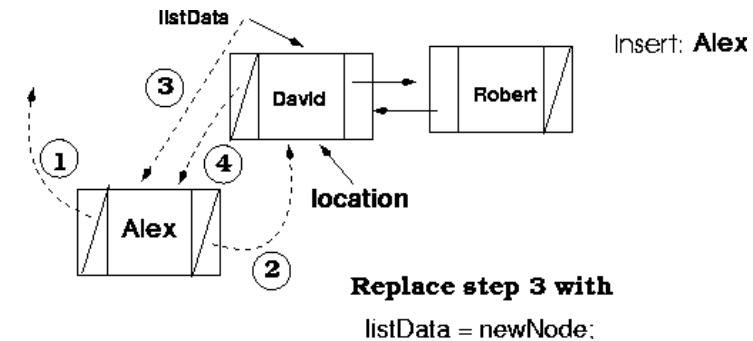 listData
Insert: Alex
3
David
Robert
1
4
location
Alex
2
Replace step 3 with
listData = newNode;